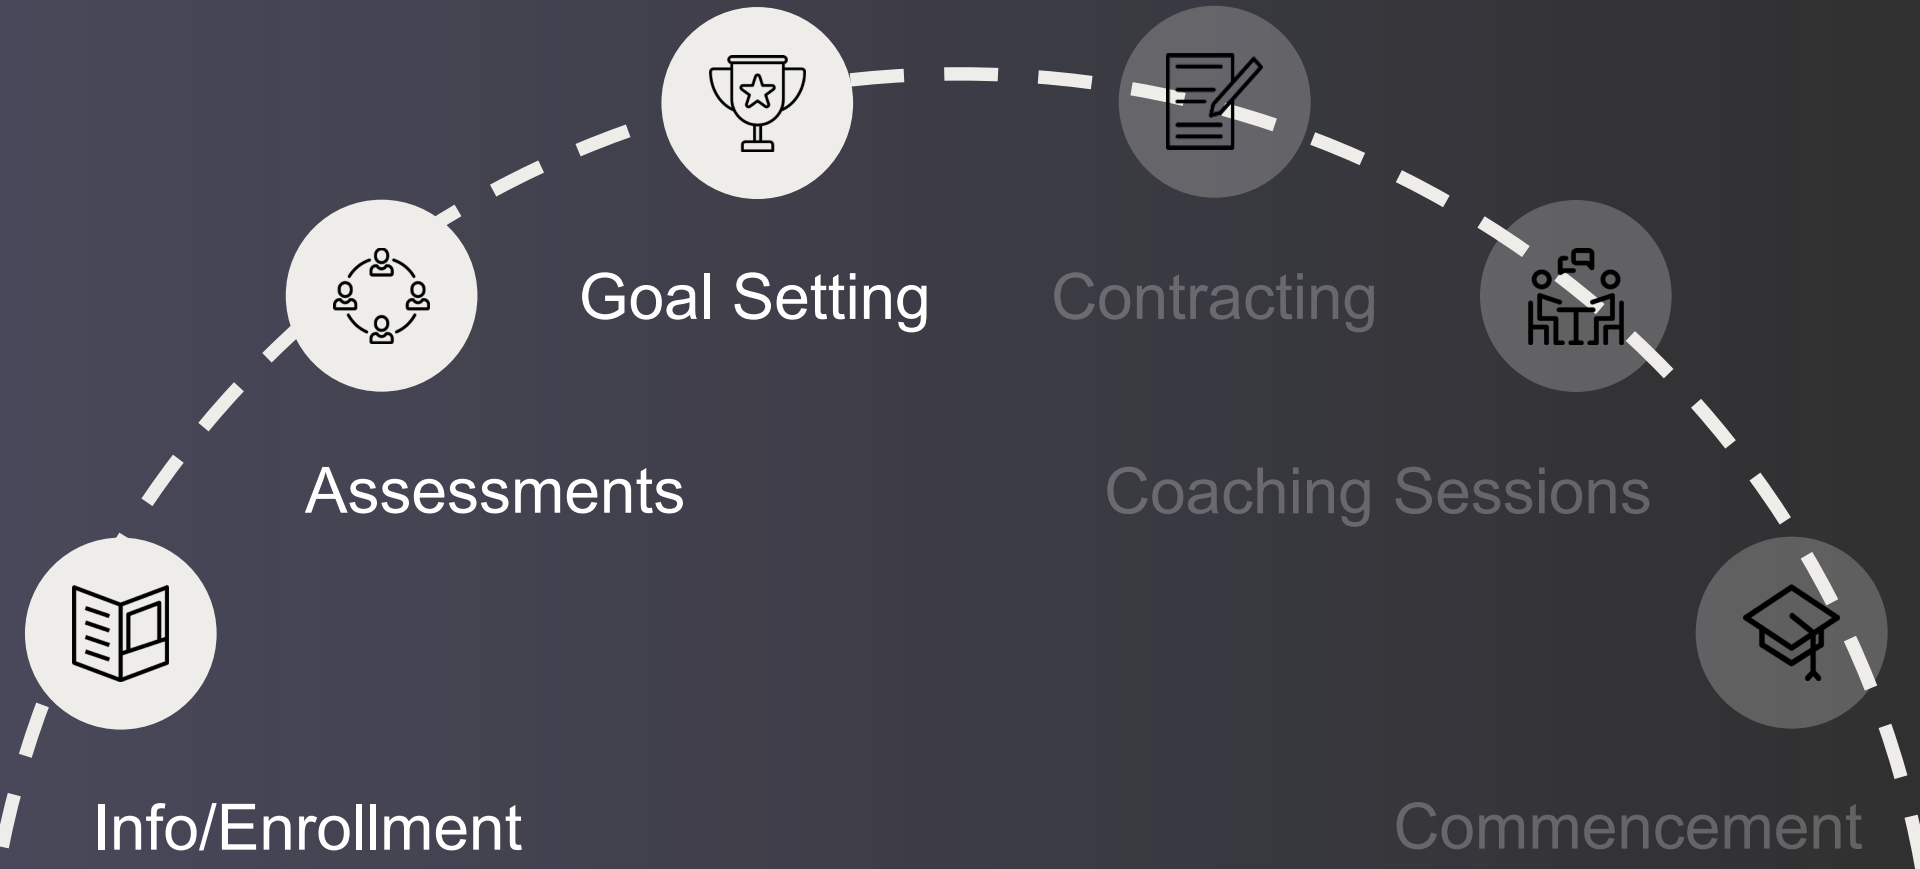 Goal Setting
Contracting
Assessments
Coaching Sessions
Info/Enrollment
Commencement